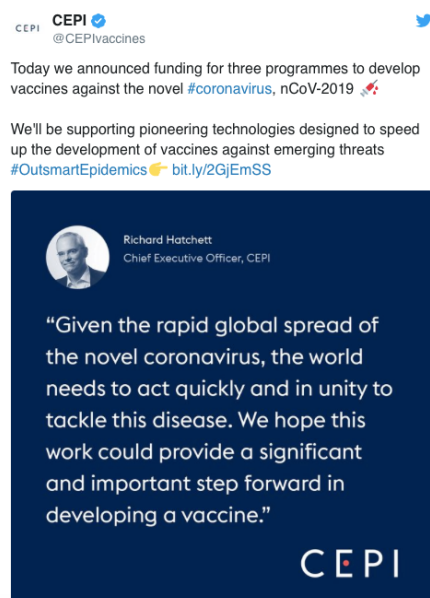 CEPI
CEPI
@CEPIvaccines
Today we announced funding for three programmes to develop
vaccines against the novel #coronavirus, nCoV-2019 💉
We'll be supporting pioneering technologies designed to speed
up the development of vaccines against emerging threats
#OutsmartEpidemics👉 bit.ly/2GjEmSS
Richard Hatchett
Chief Executive Officer, CEPI
“Given the rapid global spread of
the novel coronavirus, the world
needs to act quickly and in unity to
tackle this disease. We hope this
work could provide a significant
and important step forward in
developing a vaccine.”
CEPI